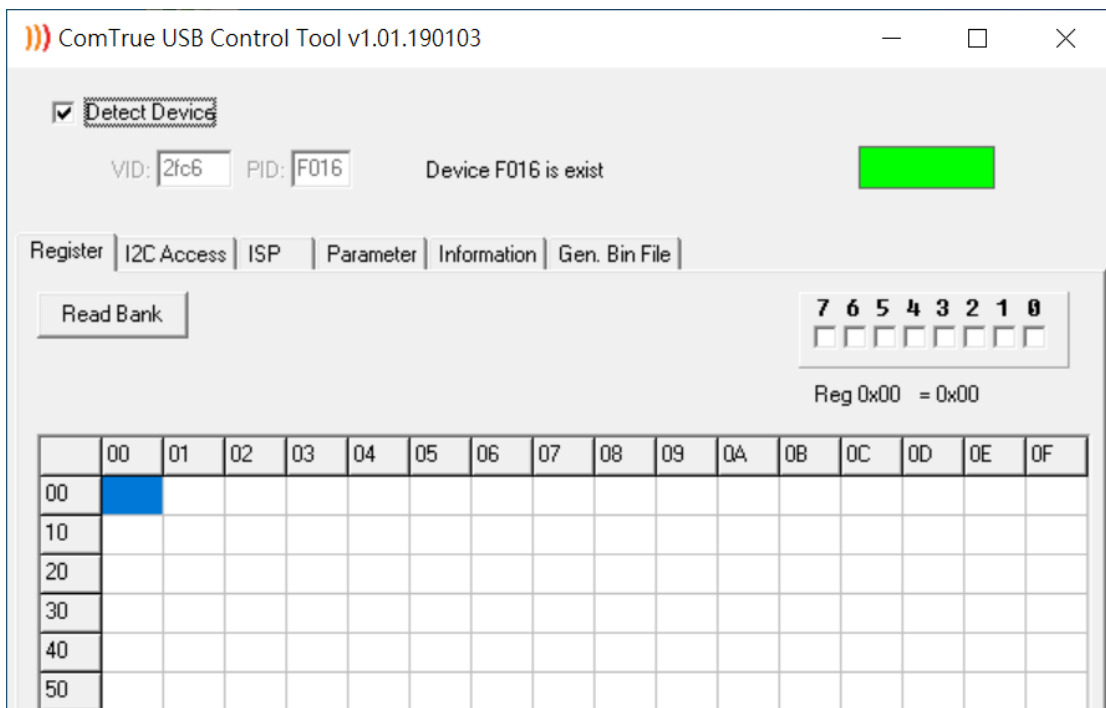 ComTrue USB Control Tool v1.01.190103
Detect Device
VID: 2fc6 PID: F016 Device F016 is exist
Register I2C Access ISP Parameter Information Gen. Bin File
Read Bank
7 6 5 4 3 2 1 0
Reg 0x00 = 0x00
00 01 02 03 04 05 06 07 08 09 0A 0B 0C 0D 0E 0F
00
10
20
30
40
50